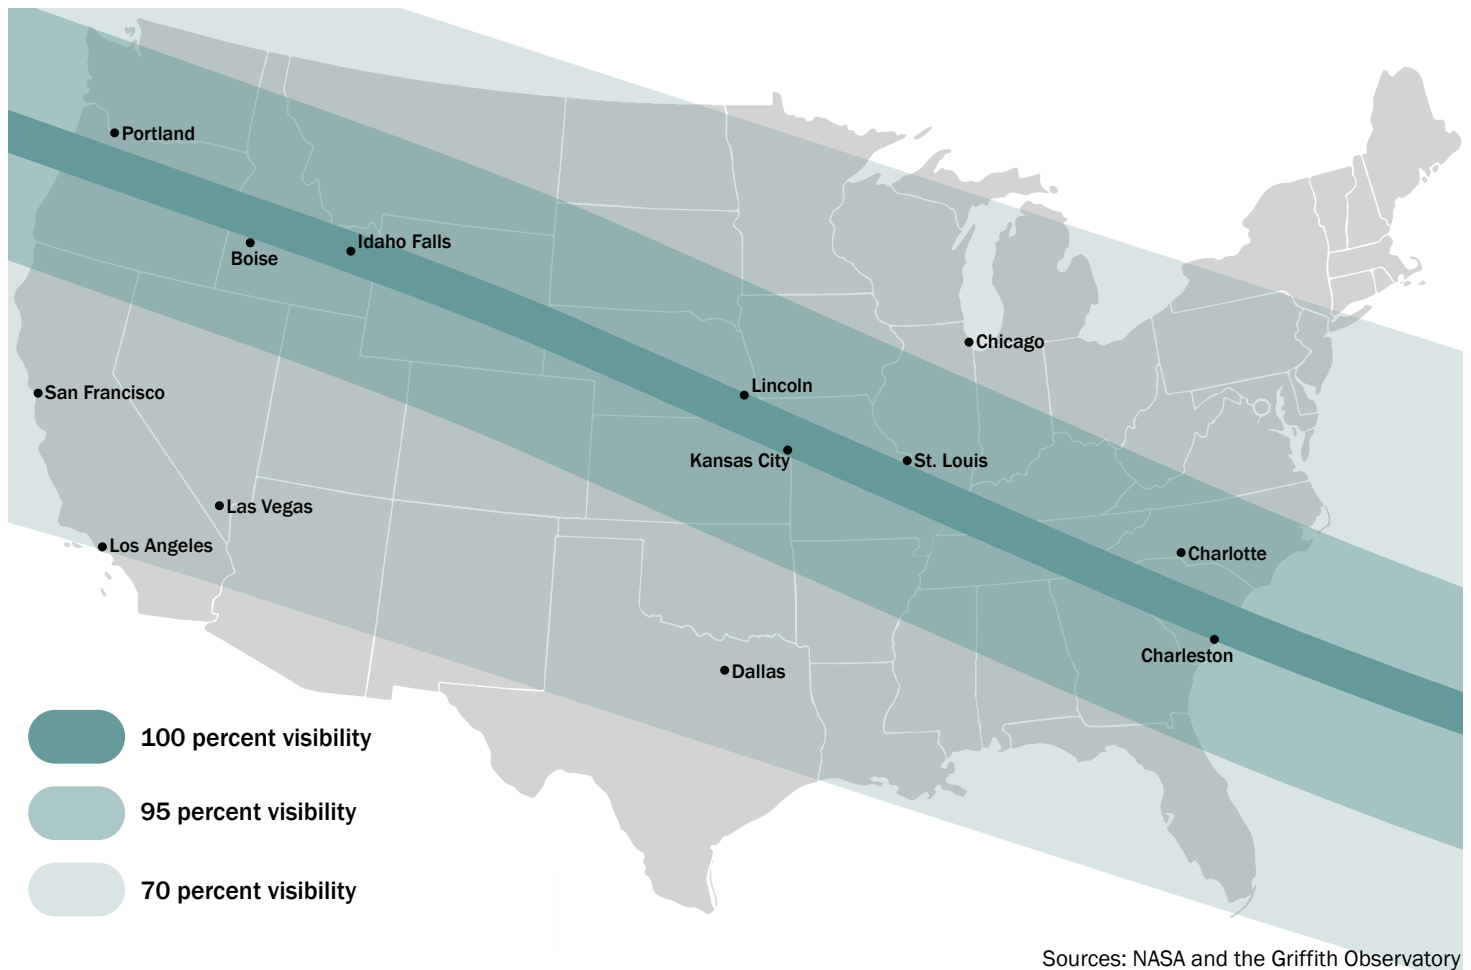 Portland
Idaho Falls
Boise
Chicago
Lincoln
San Francisco
Kansas City
St. Louis
Las Vegas
Los Angeles
Charlotte
Charleston
Dallas
100 percent visibility
95 percent visibility
70 percent visibility
Sources: NASA and the Griffith Observatory